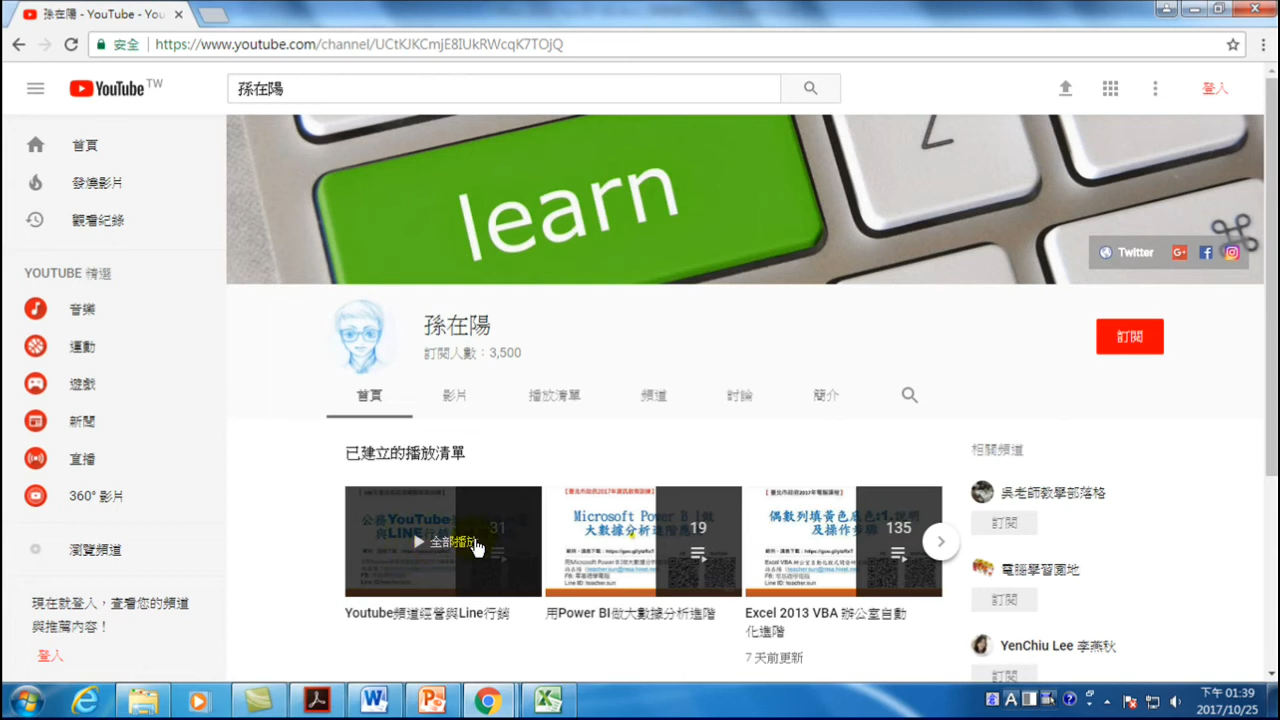 孫在陽 - YouTube - You
安全
https://www.youtube.com/channel/UCtKJKCmjE8IUkRWcqK7TOjQ
YouTube TW
孫在陽
登入
首頁
發燒影片
觀看紀錄
YOUTUBE 精選
音樂
運動
遊戲
新聞
直播
360° 影片
瀏覽頻道
現在就登入，查看您的頻道
與推薦內容！
登入
learn
Twitter
孫在陽
訂閱人數：3,500
訂閱
首頁
影片
播放清單
頻道
討論
簡介
已建立的播放清單
31
全部播放
Youtube頻道經營與Line行銷
Microsoft Power B i做
大數據分析進階應
19
用Power BI做大數據分析進階
偶數列填黃色底色:1.說明
及操作步驟
135
Excel 2013 VBA 辦公室自動
化進階
7 天前更新
相關頻道
吳老師教學部落格
訂閱
電腦學習園地
訂閱
YenChiu Lee 李燕秋
訂閱
下午 01:39
2017/10/25